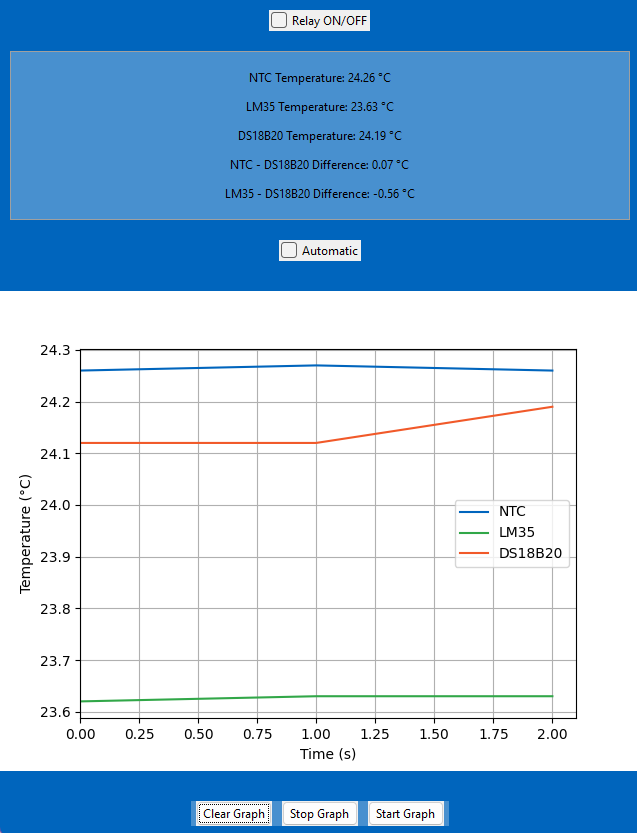 Relay ON/OFF
NTC Temperature: 24.26 °C
LM35 Temperature: 23.63 °C
DS18B20 Temperature: 24.19 °C
NTC - DS18B20 Difference: 0.07 °C
LM35 - DS18B20 Difference: -0.56 °C
Automatic
24.3
24.2
24.1
24.0
23.9
23.8
23.7
23.6
Temperature (°C)
NTC
LM35
DS18B20
0.00 0.25 0.50 0.75 1.00 1.25 1.50 1.75 2.00
Time (s)
Clear Graph Stop Graph Start Graph